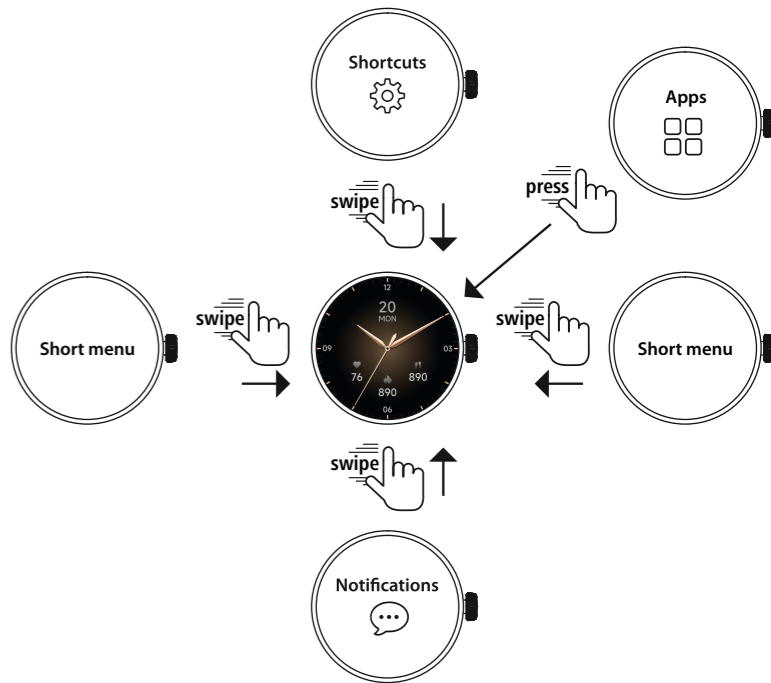 Shortcuts
Apps
swipe
press
Short menu
swipe
12
20
MON
09
03
76
890
890
06
swipe
Short menu
swipe
Notifications